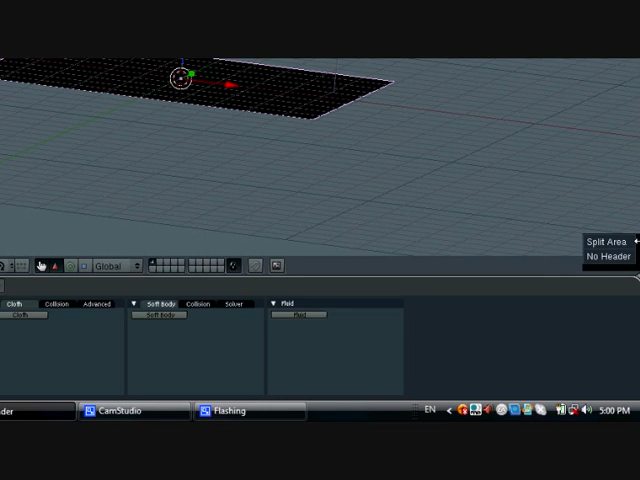 Split Area
No Header
Global
Cloth Collision Advanced
Soft Body Collision Solver
Fluid
Cloth
Soft Body
Fluid
der
CamStudio
Flashing
EN
5:00 PM